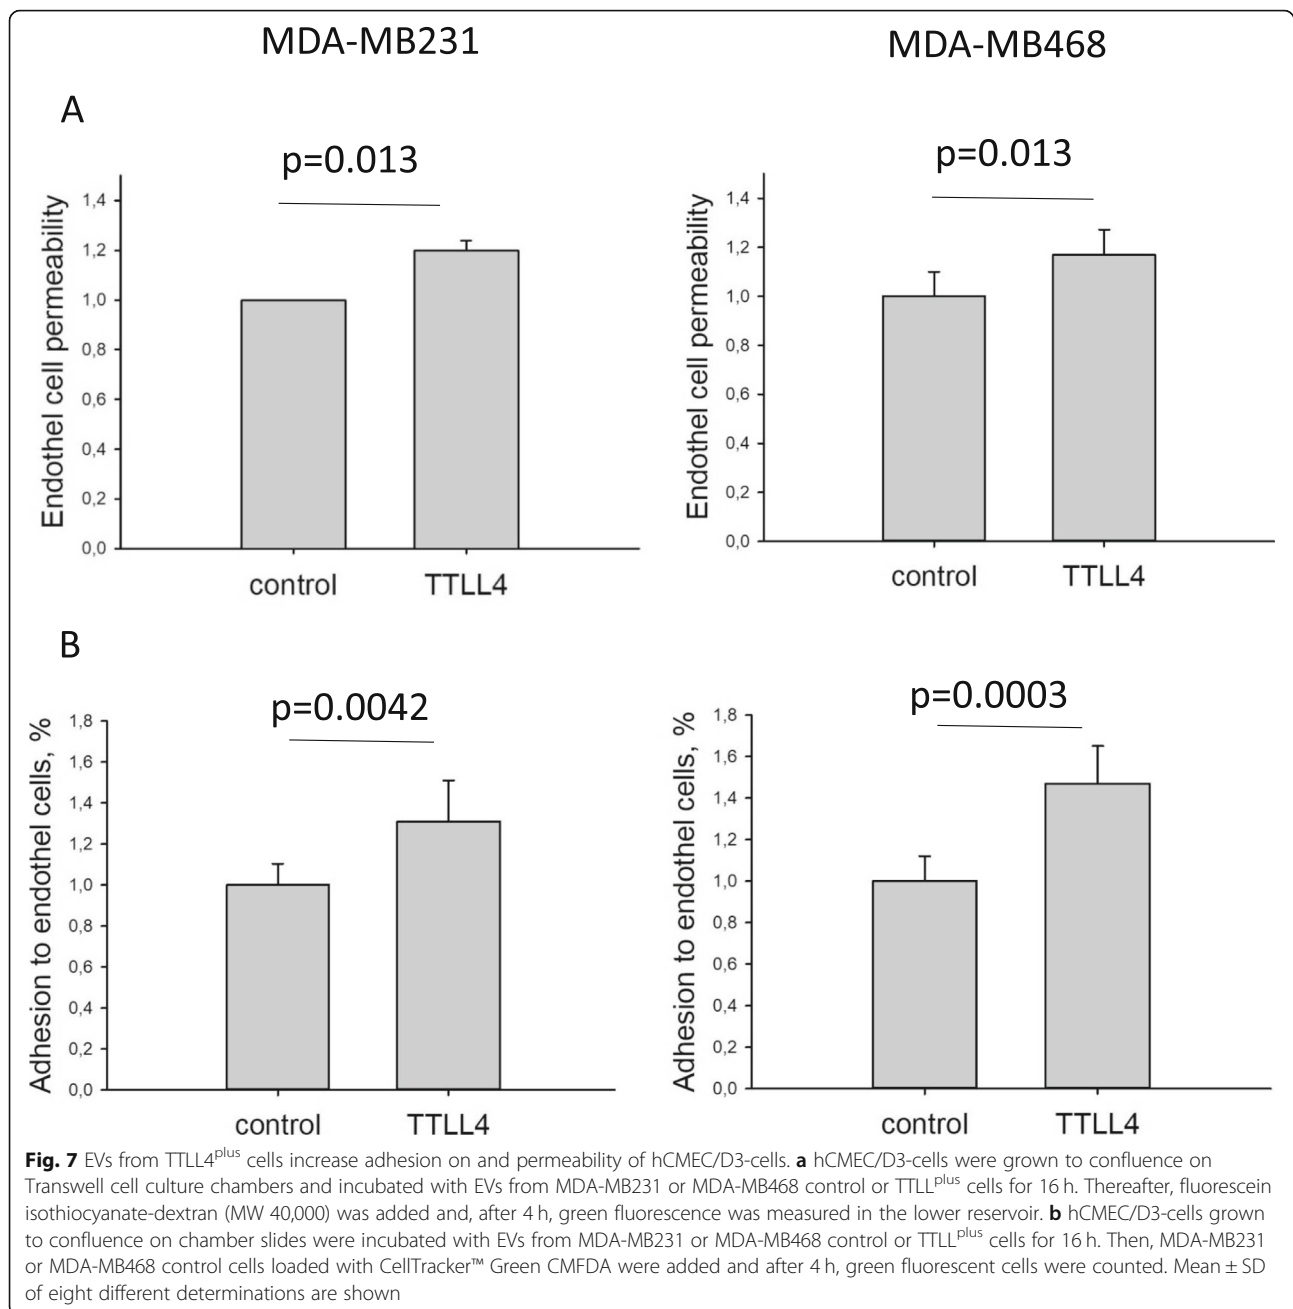 MDA-MB231
MDA-MB468
A
p=0.013
Endothel cell permeability
1,4
1,2
1,0
0,8
0,6
0,4
0,2
0,0
control
TTLL4
p=0.013
Endothel cell permeability
1,4
1,2
1,0
0,8
0,6
0,4
0,2
0,0
control
TTLL4
B
p=0.0042
Adhesion to endothel cells, %
1,8
1,6
1,4
1,2
1,0
0,8
0,6
0,4
0,2
0,0
control
TTLL4
p=0.0003
Adhesion to endothel cells, %
1,8
1,6
1,4
1,2
1,0
0,8
0,6
0,4
0,2
0,0
control
TTLL4
Fig. 7 EVs from TTLL4plus cells increase adhesion on and permeability of hCMEC/D3-cells. a hCMEC/D3-cells were grown to confluence on
Transwell cell culture chambers and incubated with EVs from MDA-MB231 or MDA-MB468 control or TTLLplus cells for 16 h. Thereafter, fluorescein
isothiocyanate-dextran (MW 40,000) was added and, after 4 h, green fluorescence was measured in the lower reservoir. b hCMEC/D3-cells grown
to confluence on chamber slides were incubated with EVs from MDA-MB231 or MDA-MB468 control or TTLLplus cells for 16 h. Then, MDA-MB231
or MDA-MB468 control cells loaded with CellTracker™ Green CMFDA were added and after 4 h, green fluorescent cells were counted. Mean ± SD
of eight different determinations are shown